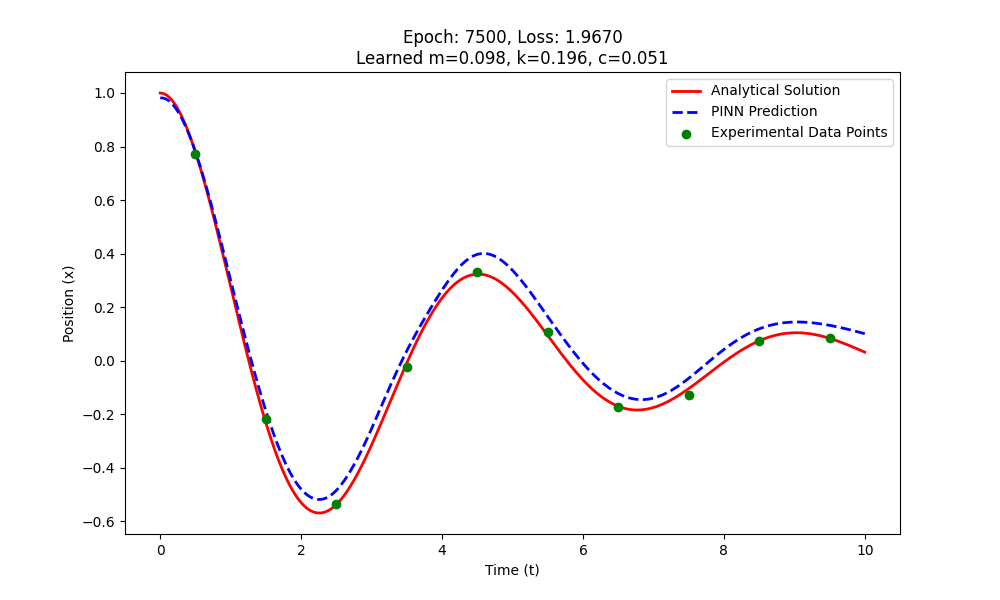 Epoch: 7500, Loss: 1.9670
Learned m=0.098, k=0.196, c=0.051
Analytical Solution
PINN Prediction
Experimental Data Points
Position (x)
1.0
0.8
0.6
0.4
0.2
0.0
−0.2
−0.4
−0.6
0
2
4
6
8
10
Time (t)